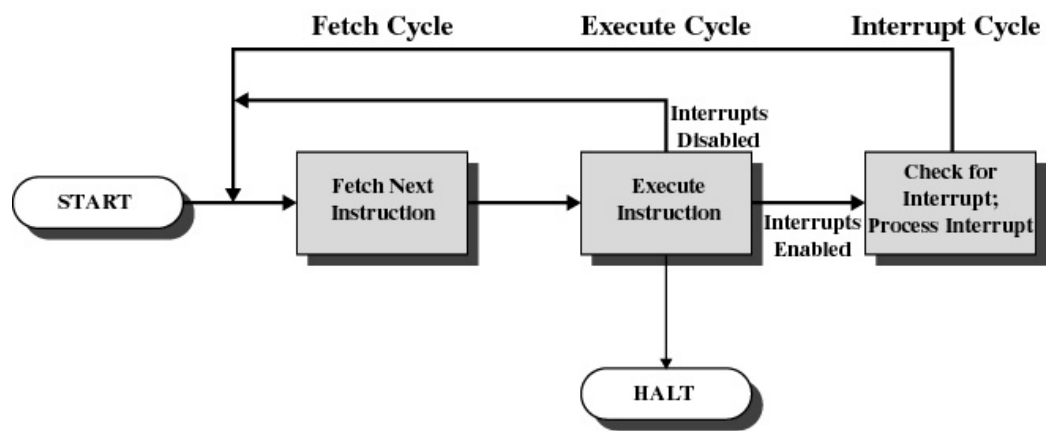 Fetch Cycle
Execute Cycle
Interrupt Cycle
Interrupts
Disabled
START
Fetch Next
Instruction
Execute
Instruction
Interrupts
Enabled
Check for
Interrupt;
Process Interrupt
HALT